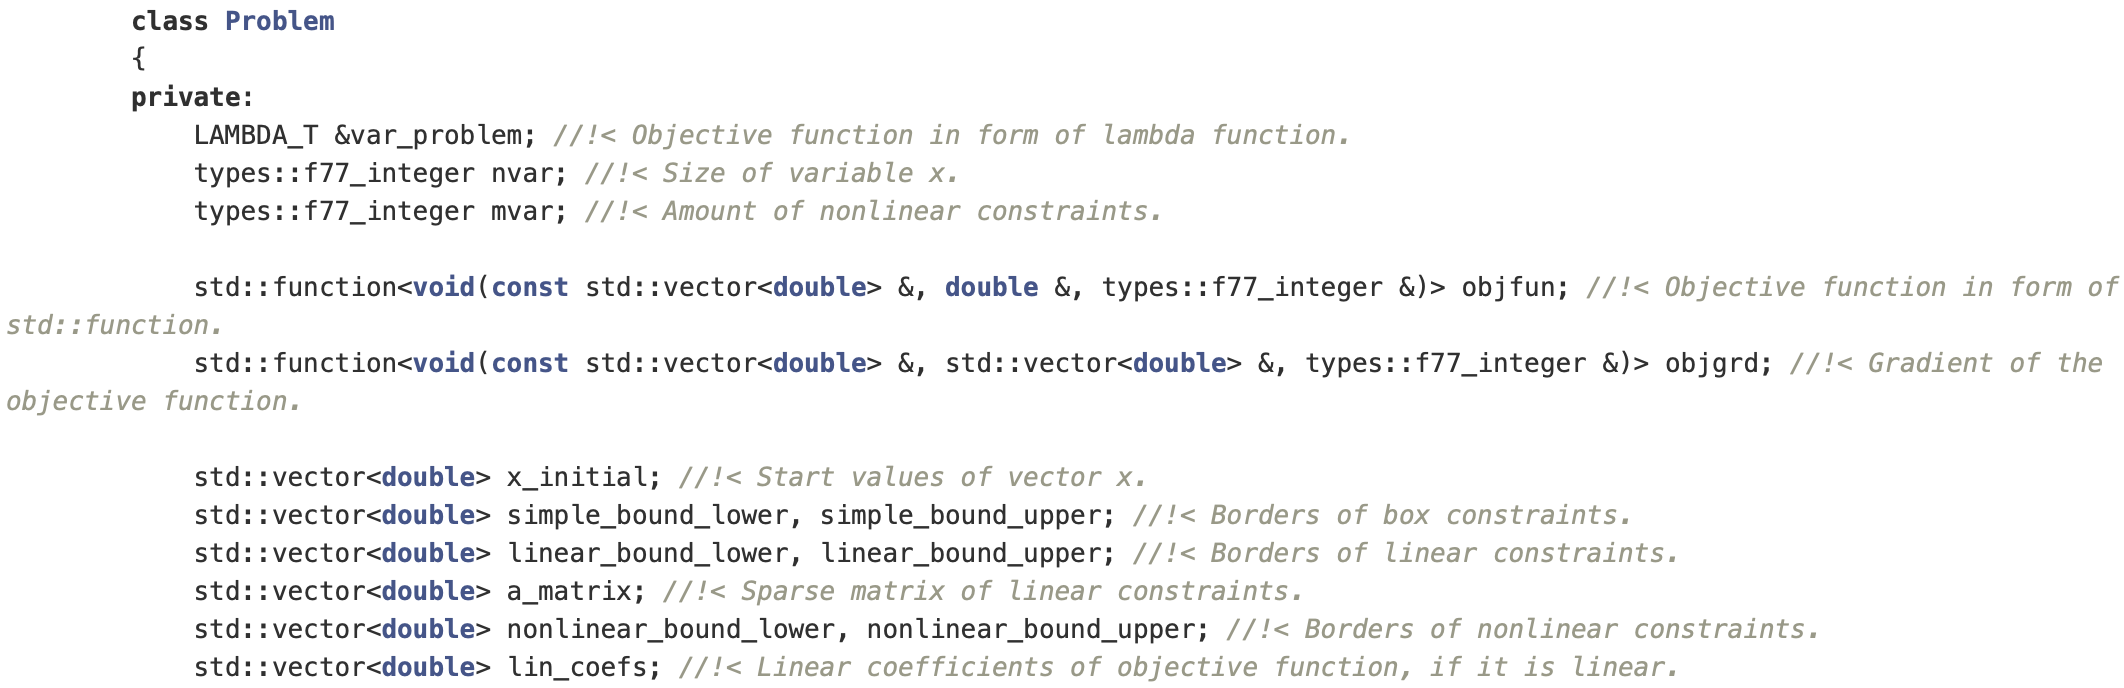 class Problem
{
private:
LAMBDA_T &var_problem; //!< Objective function in form of lambda function.
types::f77_integer nvar; //!< Size of variable x.
types::f77_integer mvar; //!< Amount of nonlinear constraints.
std::function<void(const std::vector<double> &, double &, types::f77_integer &)> objfun; //!< Objective function in form of
std::function.
std::function<void(const std::vector<double> &, std::vector<double> &, types::f77_integer &)> objgrd; //!< Gradient of the
objective function.
std::vector<double> x_initial; //!< Start values of vector x.
std::vector<double> simple_bound_lower, simple_bound_upper; //!< Borders of box constraints.
std::vector<double> linear_bound_lower, linear_bound_upper; //!< Borders of linear constraints.
std::vector<double> a_matrix; //!< Sparse matrix of linear constraints.
std::vector<double> nonlinear_bound_lower, nonlinear_bound_upper; //!< Borders of nonlinear constraints.
std::vector<double> lin_coefs; //!< Linear coefficients of objective function, if it is linear.